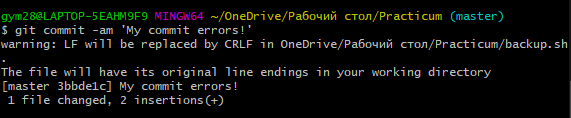 gym28@LAPTOP-5EAHM9F9 MINGW64 ~/OneDrive/Рабочий стол/Practicum (master)
$ git commit -am 'My commit errors!'
warning: LF will be replaced by CRLF in OneDrive/Рабочий стол/Practicum/backup.sh
.
The file will have its original line endings in your working directory
[master 3bbde1c] My commit errors!
 1 file changed, 2 insertions(+)